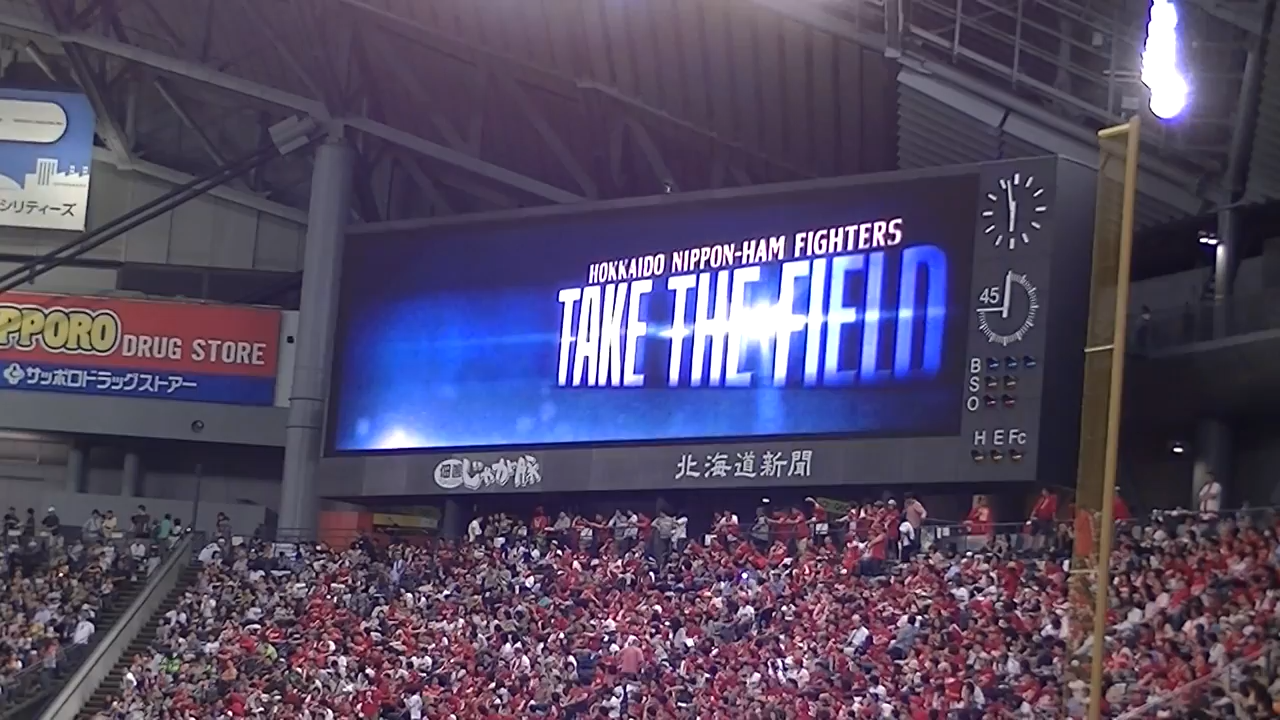 シリティーズ
PPORO DRUG STORE
サッポロドラッグストアー
HOKKAIDO NIPPON-HAM FIGHTERS
TAKE THE FIELD
45
B
S
O
H E Fc
じゃが豚
北海道新聞